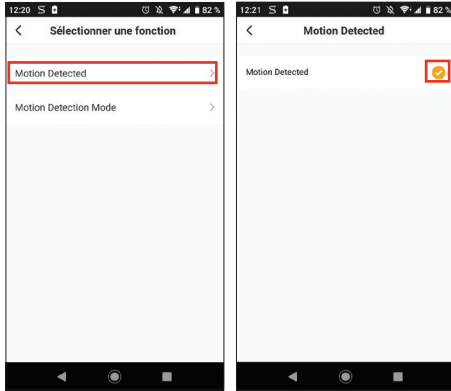 12:20 S 82 %
Sélectionner une fonction
Motion Detected
Motion Detection Mode
12:21 S 82 %
Motion Detected
Motion Detected